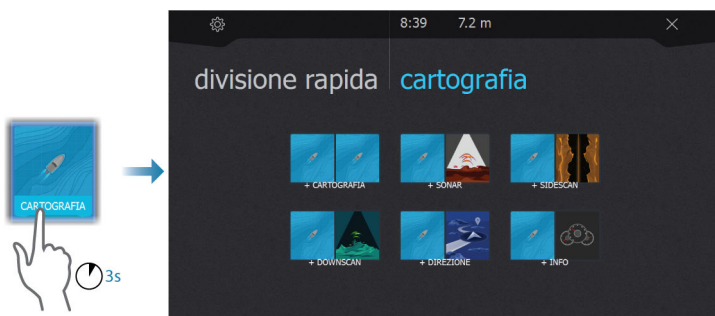 8:39 7.2 m
divisione rapida cartografia
+ CARTOGRAFIA + SONAR + SIDESCAN
CARTOGRAFIA
+ DOWNSCAN + DIREZIONE + INFO
3s